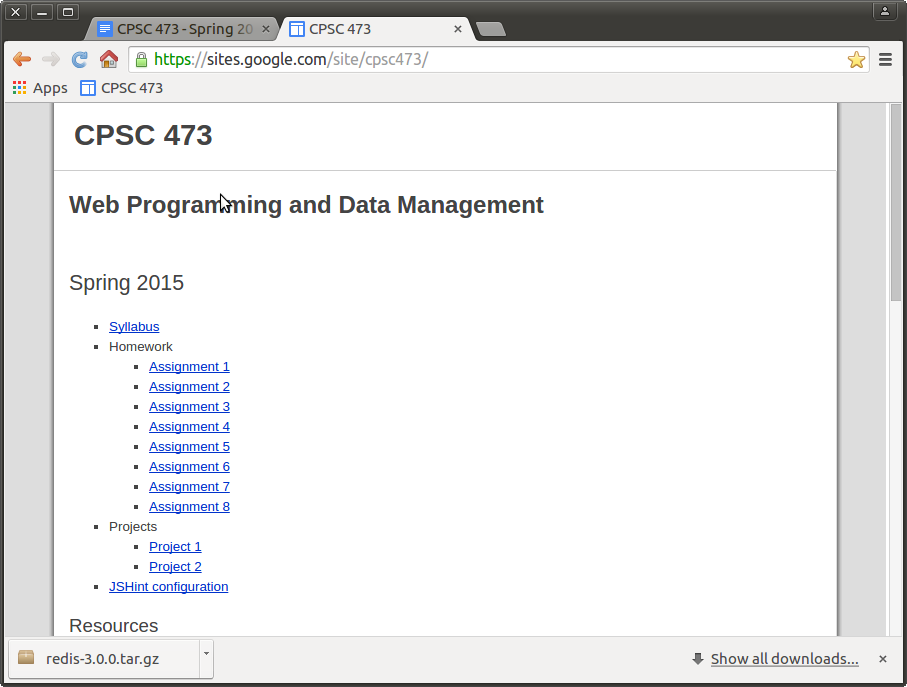 CPSC 473 - Spring 20
CPSC 473
https://sites.google.com/site/cpsc473/
Apps
CPSC 473
CPSC 473
Web Programming and Data Management
Spring 2015
Syllabus
Homework
Assignment 1
Assignment 2
Assignment 3
Assignment 4
Assignment 5
Assignment 6
Assignment 7
Assignment 8
Projects
Project 1
Project 2
JSHint configuration
Resources
redis-3.0.0.tar.gz
Show all downloads...